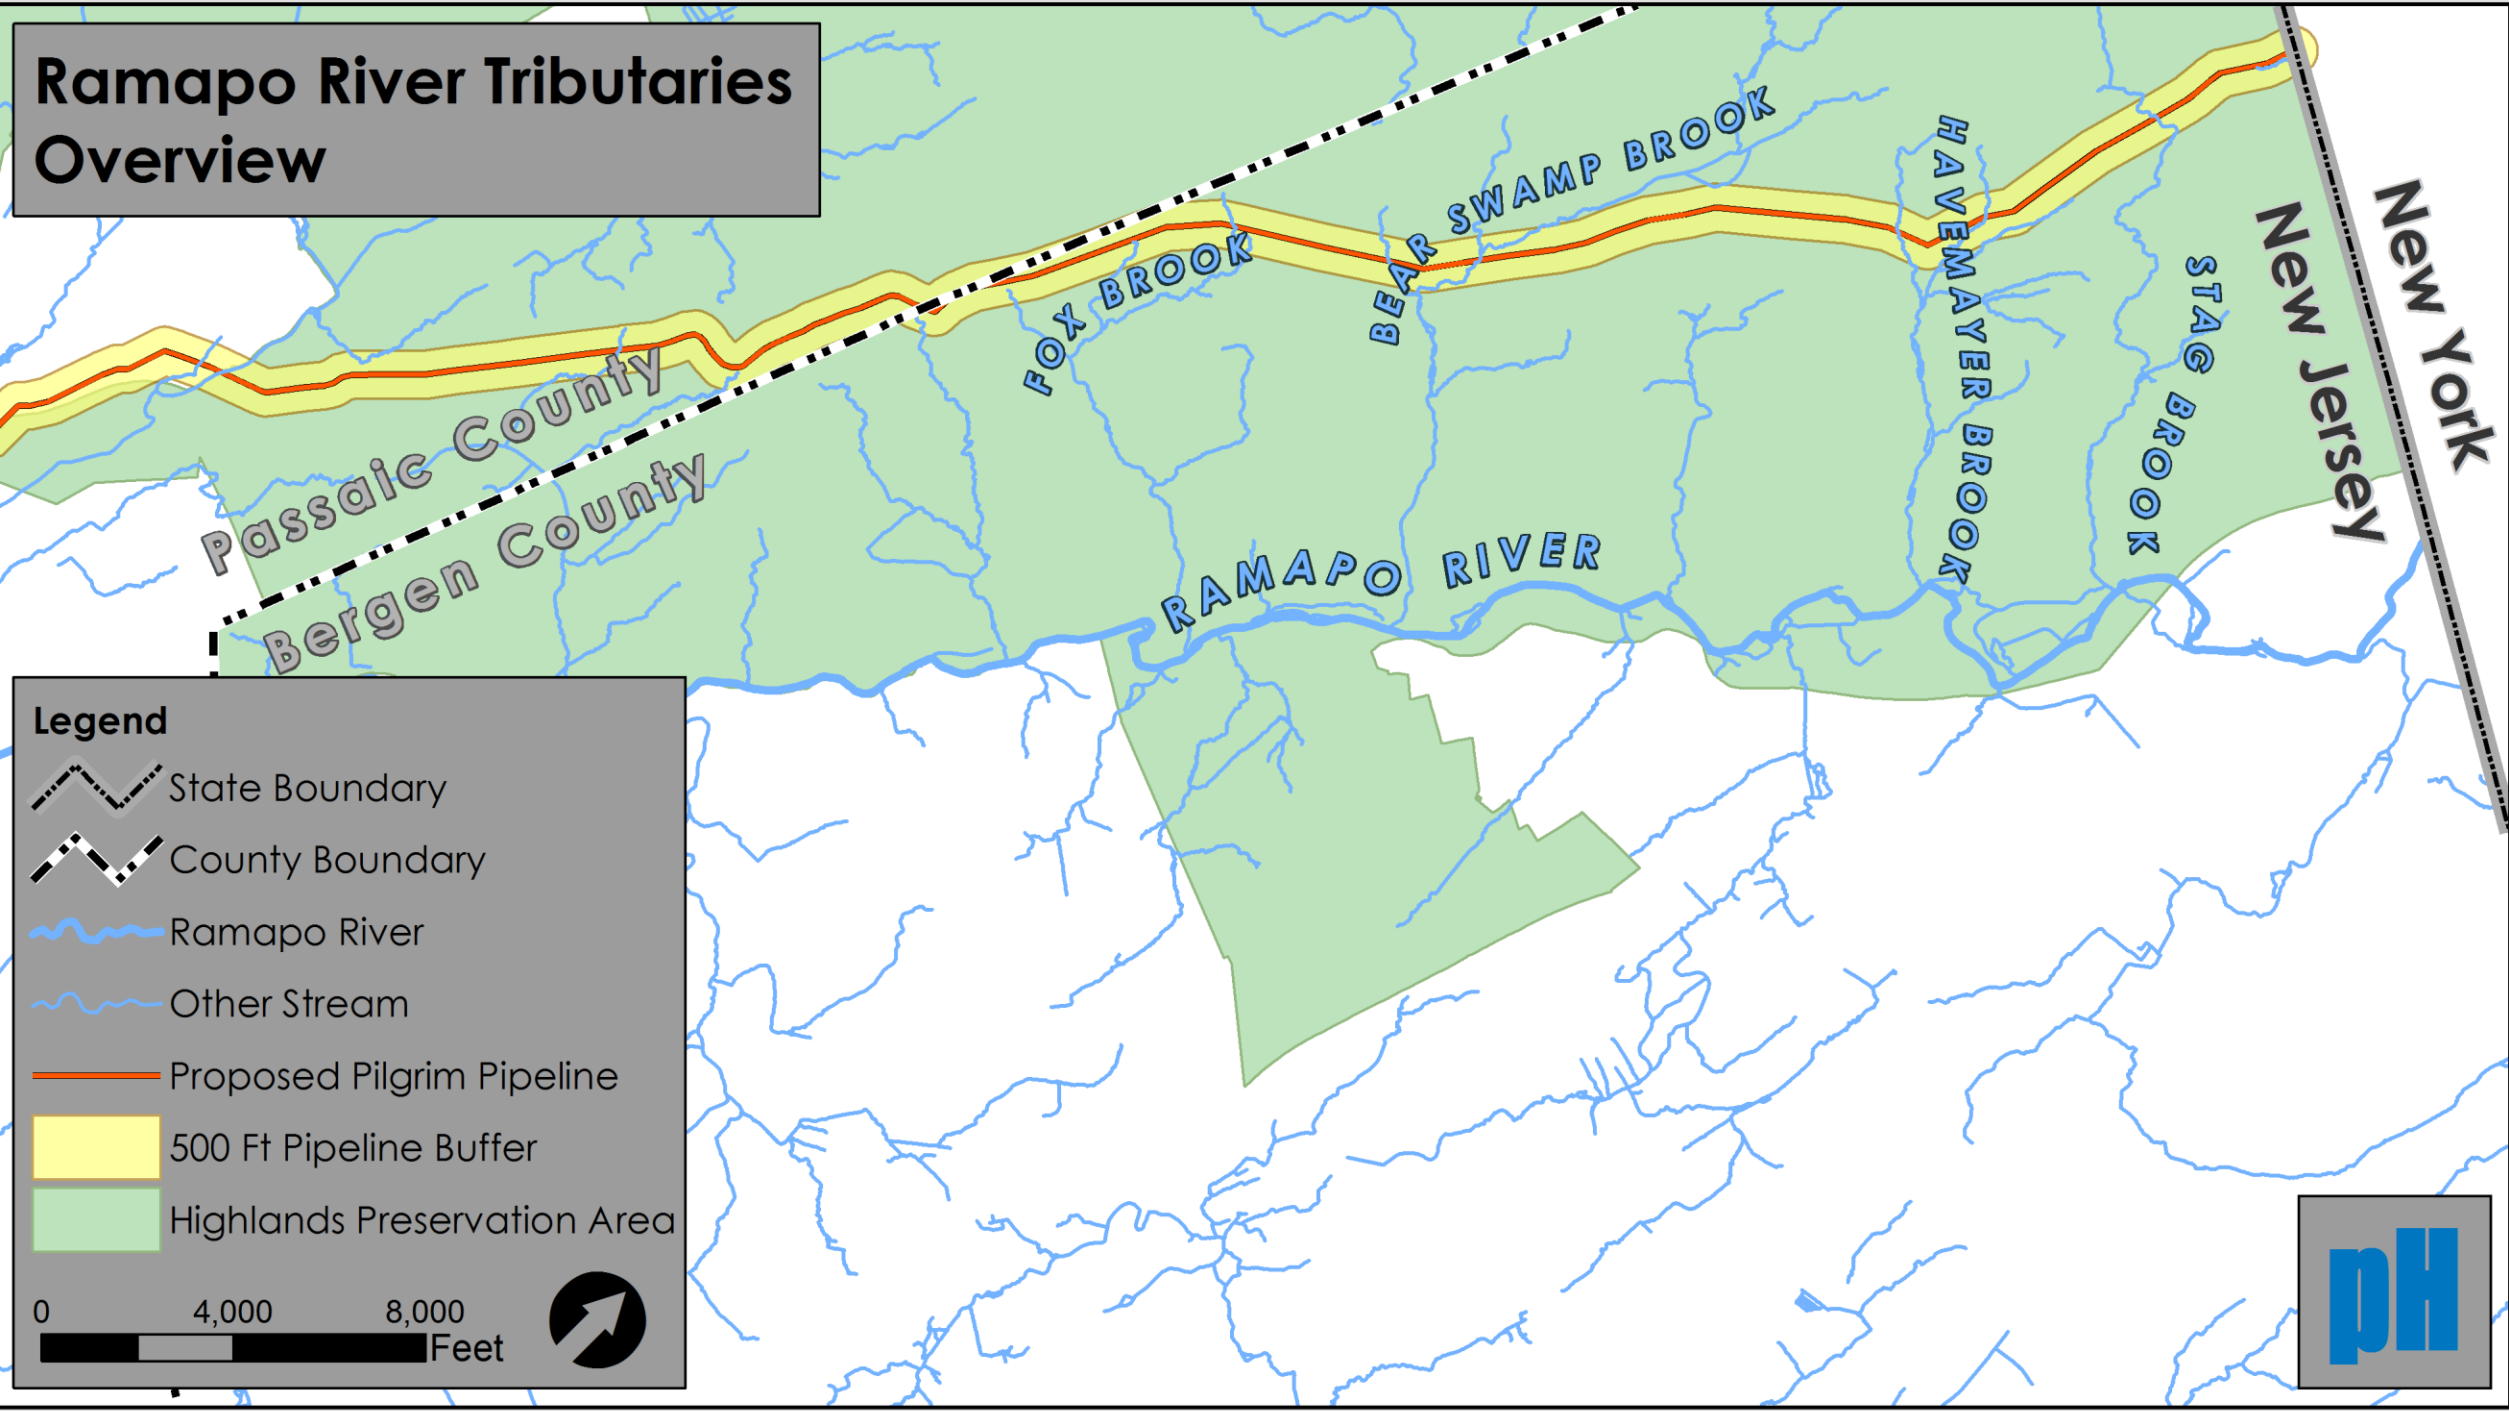 Ramapo River Tributaries
Overview
FOX BROOK
BEAR SWAMP BROOK
HAVEMAYER BROOK
STAG BROOK
New York
New Jersey
Passaic County
Bergen County
RAMAPO RIVER
Legend
State Boundary
County Boundary
Ramapo River
Other Stream
Proposed Pilgrim Pipeline
500 Ft Pipeline Buffer
Highlands Preservation Area
0 4,000 8,000
Feet
pH